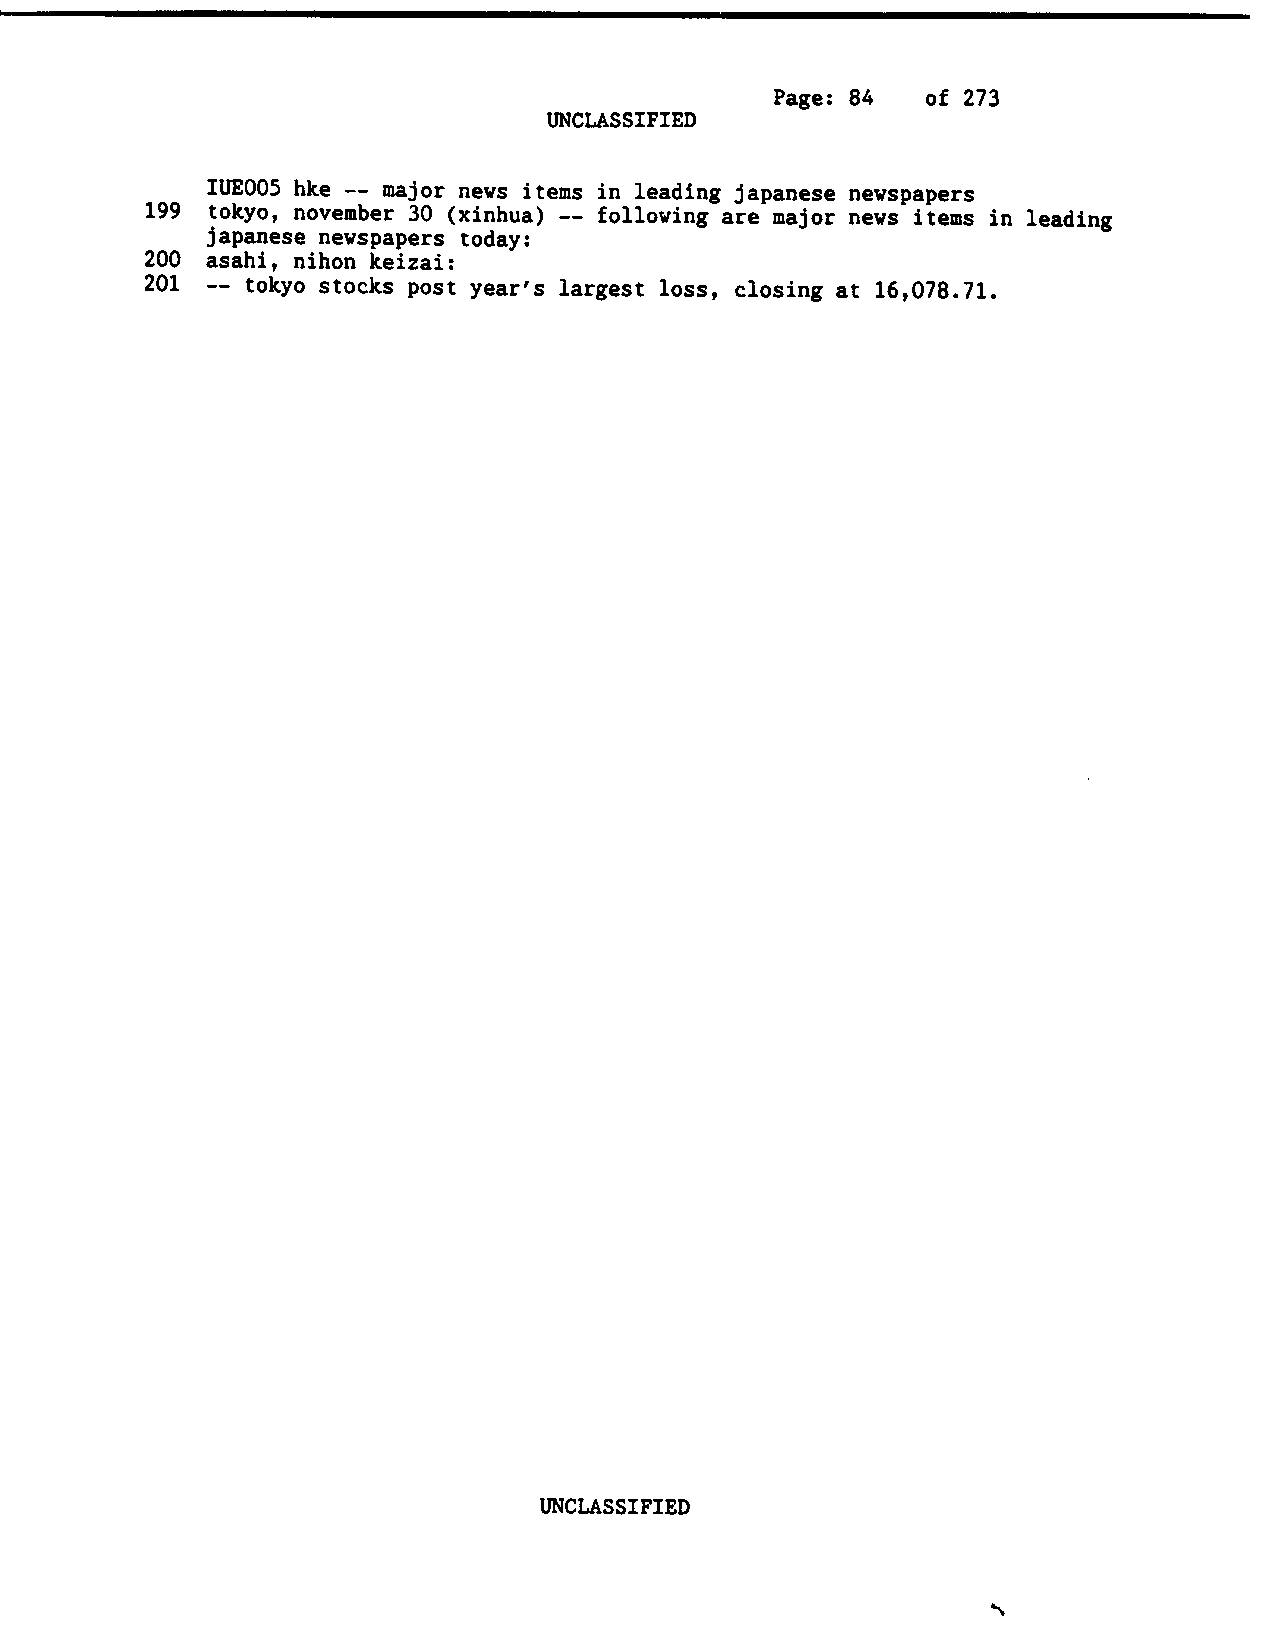 Page: 84 of 273
UNCLASSIFIED
IUE005 hke -- major news items in leading japanese newspapers
199 tokyo, november 30 (xinhua) -- following are major news items in leading
japanese newspapers today:
200 asahi, nihon keizai:
201 -- tokyo stocks post year's largest loss, closing at 16,078.71.
UNCLASSIFIED